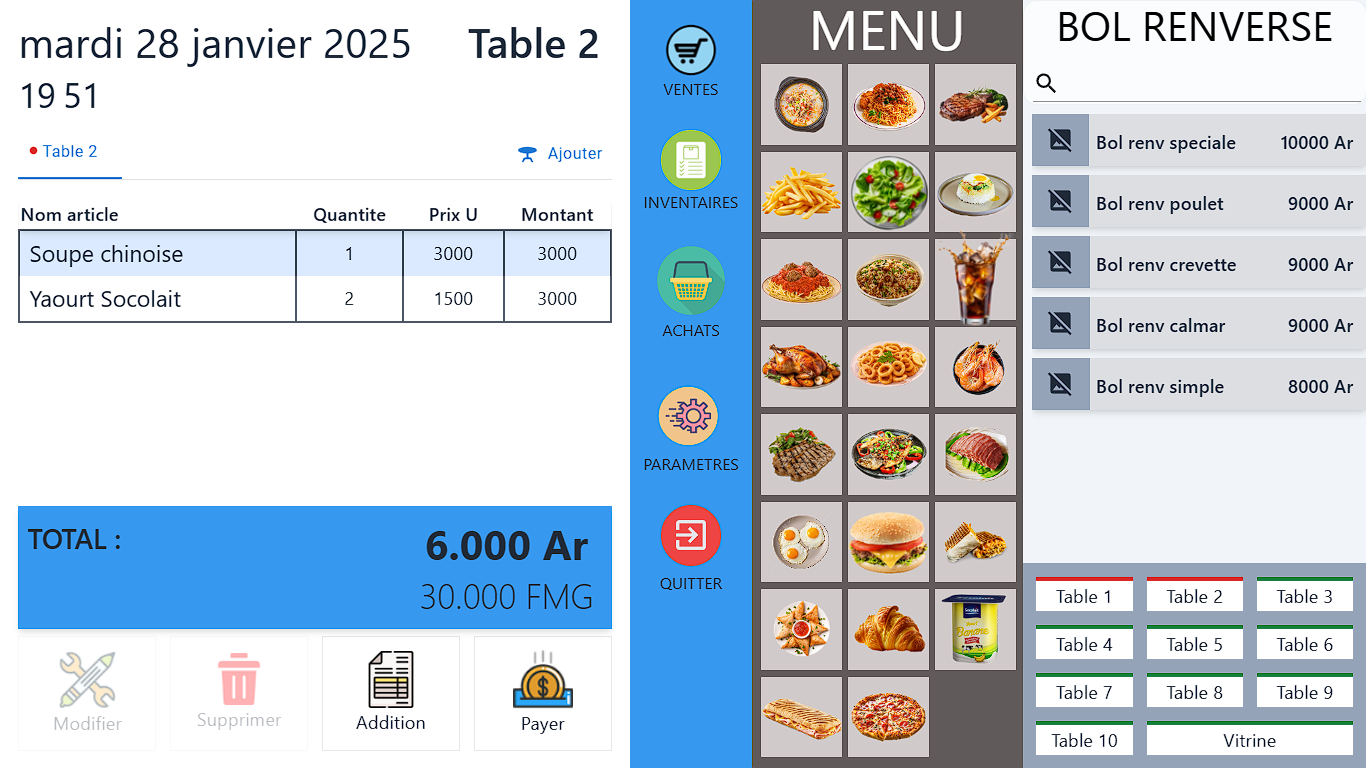 mardi 28 janvier 2025
Table 2
19 51
Table 2
Ajouter
Nom article Quantite Prix U Montant
Soupe chinoise 1 3000 3000
Yaourt Socolait 2 1500 3000
TOTAL :
6.000 Ar
30.000 FMG
Modifier
Supprimer
Addition
Payer
VENTES
INVENTAIRES
ACHATS
PARAMETRES
QUITTER
MENU
Socolait
Banane
BOL RENVERSE
Bol renv speciale 10000 Ar
Bol renv poulet 9000 Ar
Bol renv crevette 9000 Ar
Bol renv calmar 9000 Ar
Bol renv simple 8000 Ar
Table 1 Table 2 Table 3
Table 4 Table 5 Table 6
Table 7 Table 8 Table 9
Table 10 Vitrine